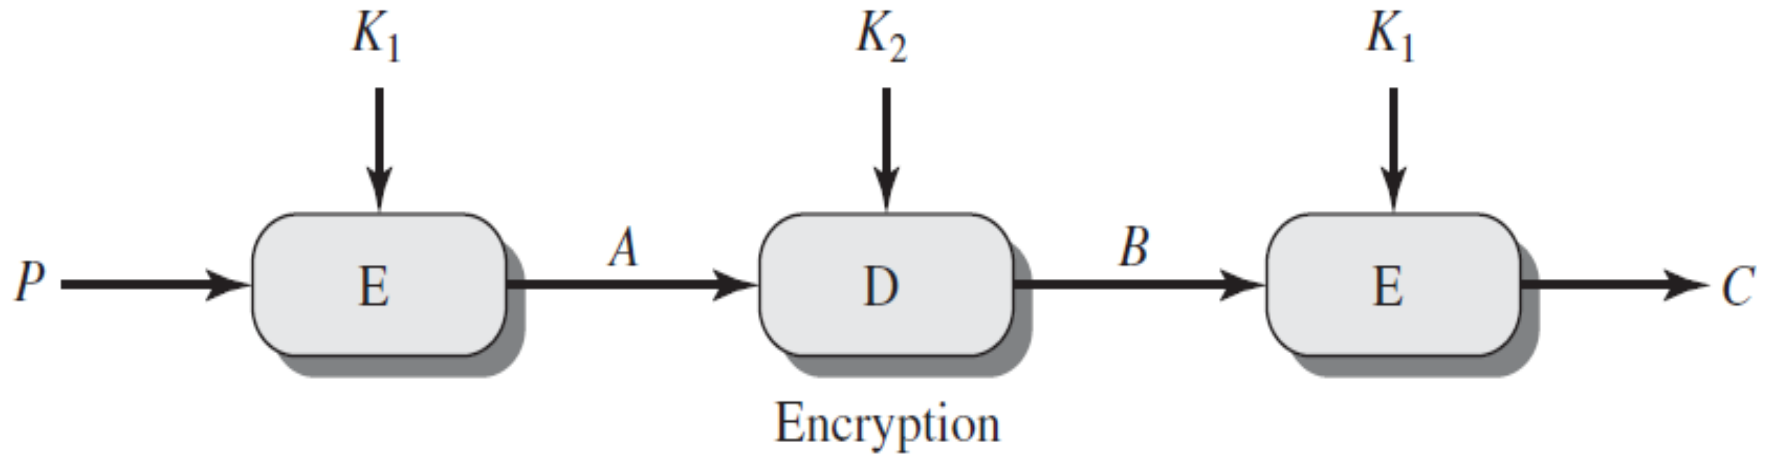 K₁ K₂ K₁
P E A D B E C
Encryption